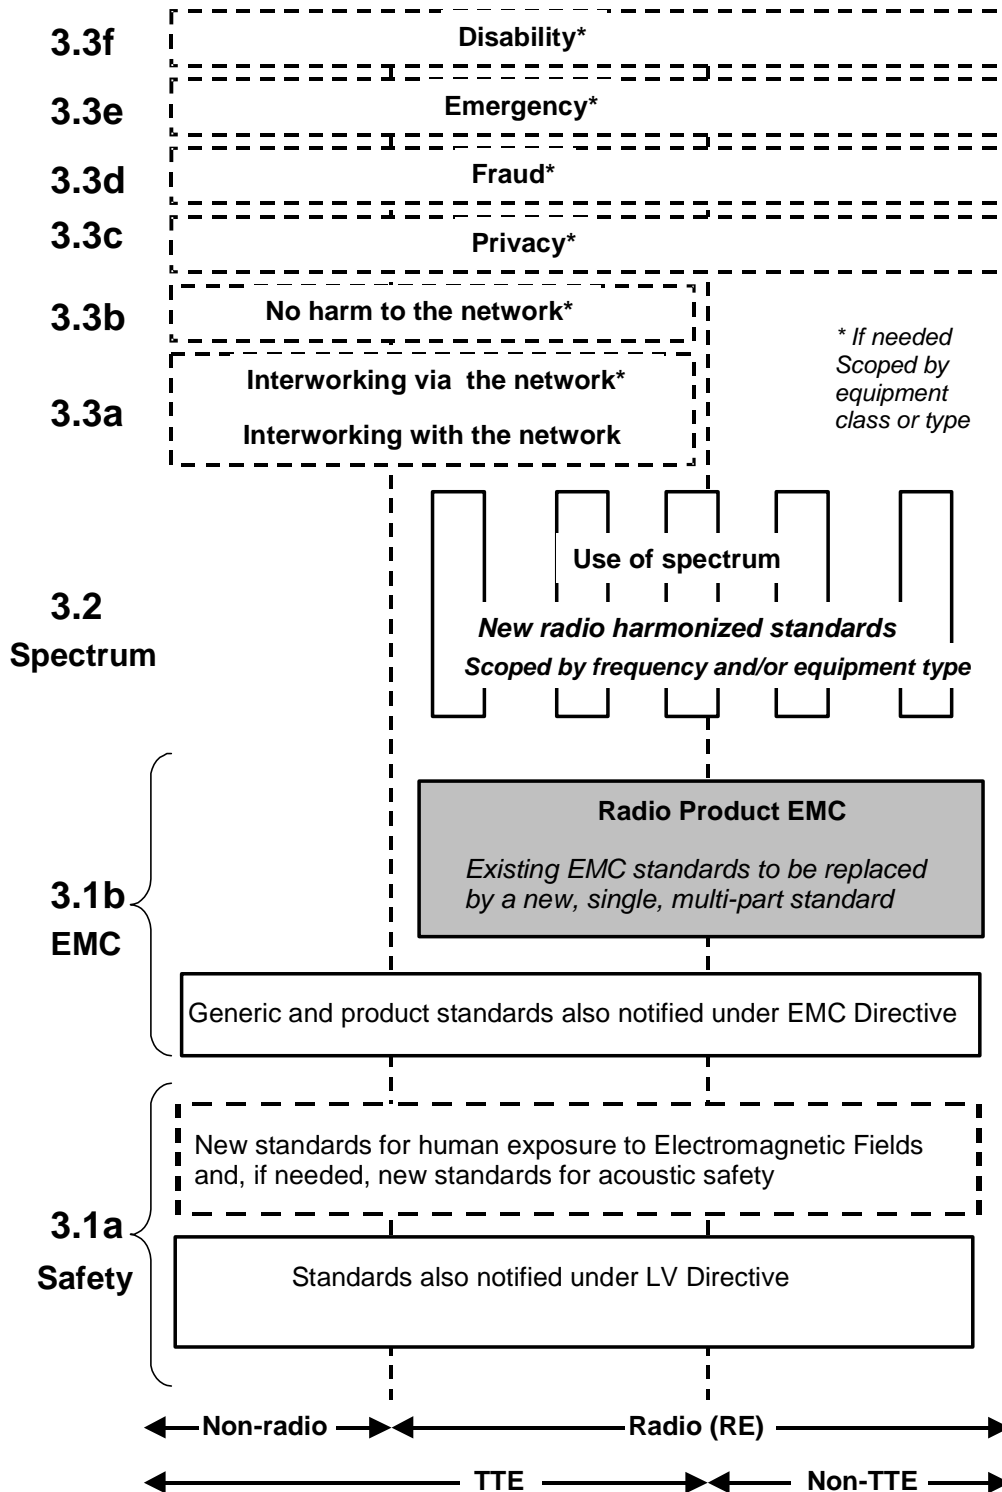 3.3f
Disability*
3.3e
Emergency*
3.3d
Fraud*
3.3c
Privacy*
3.3b
No harm to the network*
* If needed
Scoped by
equipment
class or type
3.3a
Interworking via the network*
Interworking with the network
3.2
Spectrum
Use of spectrum
New radio harmonized standards
Scoped by frequency and/or equipment type
3.1b
EMC
Radio Product EMC
Existing EMC standards to be replaced
by a new, single, multi-part standard
Generic and product standards also notified under EMC Directive
3.1a
Safety
New standards for human exposure to Electromagnetic Fields
and, if needed, new standards for acoustic safety
Standards also notified under LV Directive
Non-radio
Radio (RE)
TTE
Non-TTE